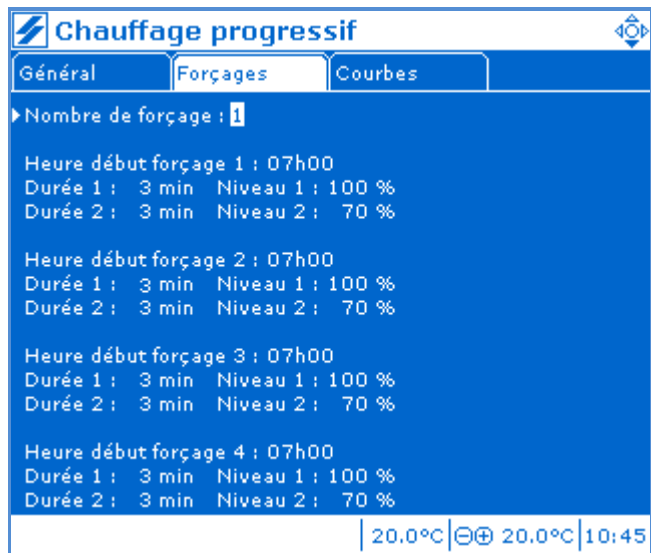 Chauffage progressif
Général Forçages Courbes
Nombre de forçage : 1
Heure début forçage 1 : 07h00
Durée 1 : 3 min Niveau 1 : 100 %
Durée 2 : 3 min Niveau 2 : 70 %
Heure début forçage 2 : 07h00
Durée 1 : 3 min Niveau 1 : 100 %
Durée 2 : 3 min Niveau 2 : 70 %
Heure début forçage 3 : 07h00
Durée 1 : 3 min Niveau 1 : 100 %
Durée 2 : 3 min Niveau 2 : 70 %
Heure début forçage 4 : 07h00
Durée 1 : 3 min Niveau 1 : 100 %
Durée 2 : 3 min Niveau 2 : 70 %
20.0°C ⊖⊕ 20.0°C 10:45